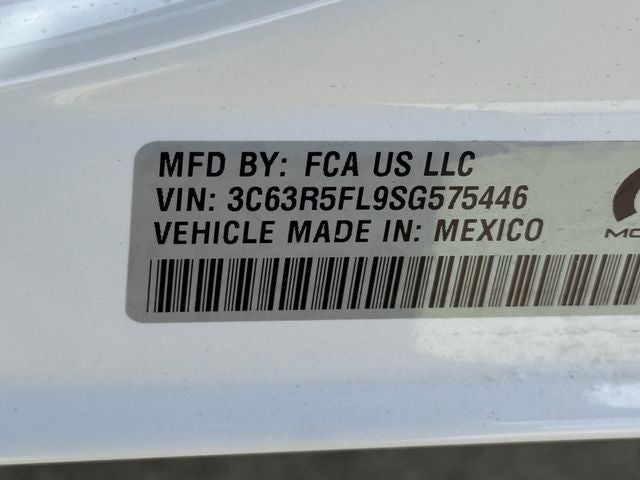 MFD BY: FCA US LLC
VIN: 3C63R5FL9SG575446
VEHICLE MADE IN: MEXICO